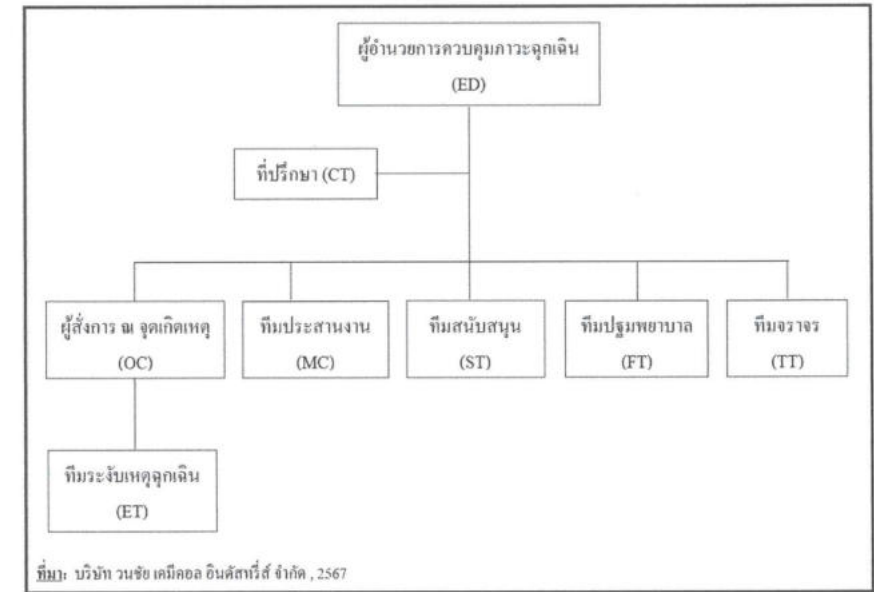 ผู้อำนวยการควบคุมภาวะฉุกเฉิน
(ED)
ที่ปรึกษา (CT)
ผู้สั่งการ ณ จุดเกิดเหตุ
(OC)
ทีมประสานงาน
(MC)
ทีมสนับสนุน
(ST)
ทีมปฐมพยาบาล
(FT)
ทีมจราจร
(TT)
ทีมระงับเหตุฉุกเฉิน
(ET)
ที่มา: บริษัท วนชัย เคมีคอล อินดัสทรี่ส์ จำกัด , 2567